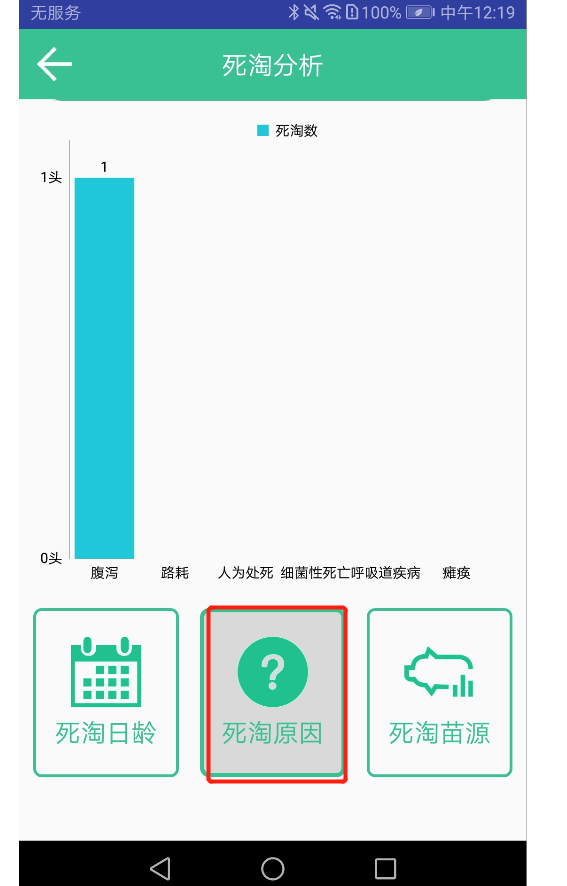 无服务 100% 中午12:19
死淘分析
死淘数
1
1头
0头
腹泻 路耗 人为处死 细菌性死亡呼吸道疾病 瘫痪
死淘日龄 死淘原因 死淘苗源